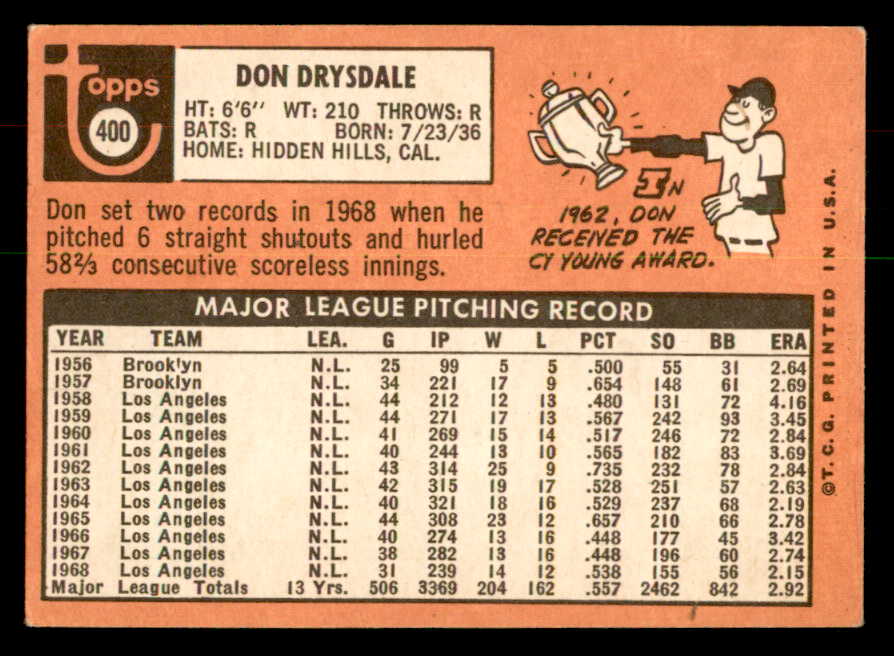 topps
400
DON DRYSDALE
HT: 6'6" WT: 210 THROWS: R
BATS: R BORN: 7/23/36
HOME: HIDDEN HILLS, CAL.
Don set two records in 1968 when he
pitched 6 straight shutouts and hurled
58⅔ consecutive scoreless innings.
IN
1962, DON
RECEIVED THE
CY YOUNG AWARD.
MAJOR LEAGUE PITCHING RECORD
YEAR TEAM LEA. G IP W L PCT SO BB ERA
1956 Brooklyn N.L. 25 99 5 5 .500 55 31 2.64
1957 Brooklyn N.L. 34 221 17 9 .654 148 61 2.69
1958 Los Angeles N.L. 44 212 12 13 .480 131 72 4.16
1959 Los Angeles N.L. 44 271 17 13 .567 242 93 3.45
1960 Los Angeles N.L. 41 269 15 14 .517 246 72 2.84
1961 Los Angeles N.L. 40 244 13 10 .565 182 83 3.69
1962 Los Angeles N.L. 43 314 25 9 .735 232 78 2.84
1963 Los Angeles N.L. 42 315 19 17 .528 251 57 2.63
1964 Los Angeles N.L. 40 321 18 16 .529 237 68 2.19
1965 Los Angeles N.L. 44 308 23 12 .657 210 66 2.78
1966 Los Angeles N.L. 40 274 13 16 .448 177 45 3.42
1967 Los Angeles N.L. 38 282 13 16 .448 196 60 2.74
1968 Los Angeles N.L. 31 239 14 12 .538 155 56 2.15
Major League Totals 13 Yrs. 506 3369 204 162 .557 2462 842 2.92
©T.C.G. PRINTED IN U.S.A.